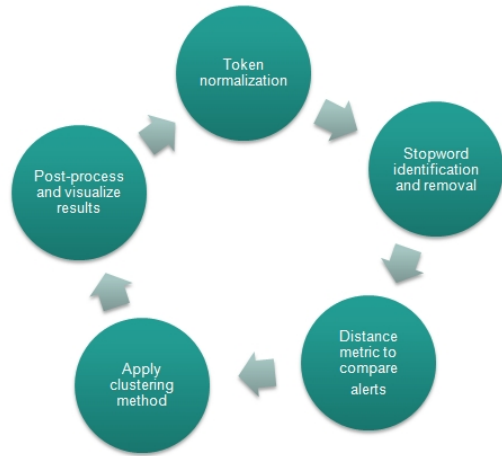 Token
normalization
Stopword
identification
and removal
Distance
metric to
compare
alerts
Apply
clustering
method
Post-process
and visualize
results